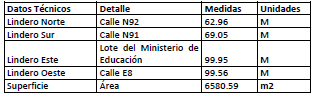 Datos Técnicos Detalle Medidas Unidades
Lindero Norte Calle N92 62.96 M
Lindero Sur Calle N91 69.05 M
Lote del Ministerio de
Lindero Este Educación 99.95 M
Lindero Oeste Calle E8 99.56 M
Superficie Área 6580.59 m2